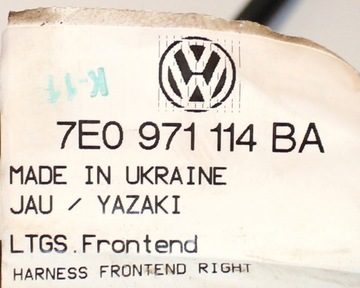 K-11
7E0 971 114 BA
MADE IN UKRAINE
JAU / YAZAKI
LTGS.Frontend
HARNESS FRONTEND RIGHT